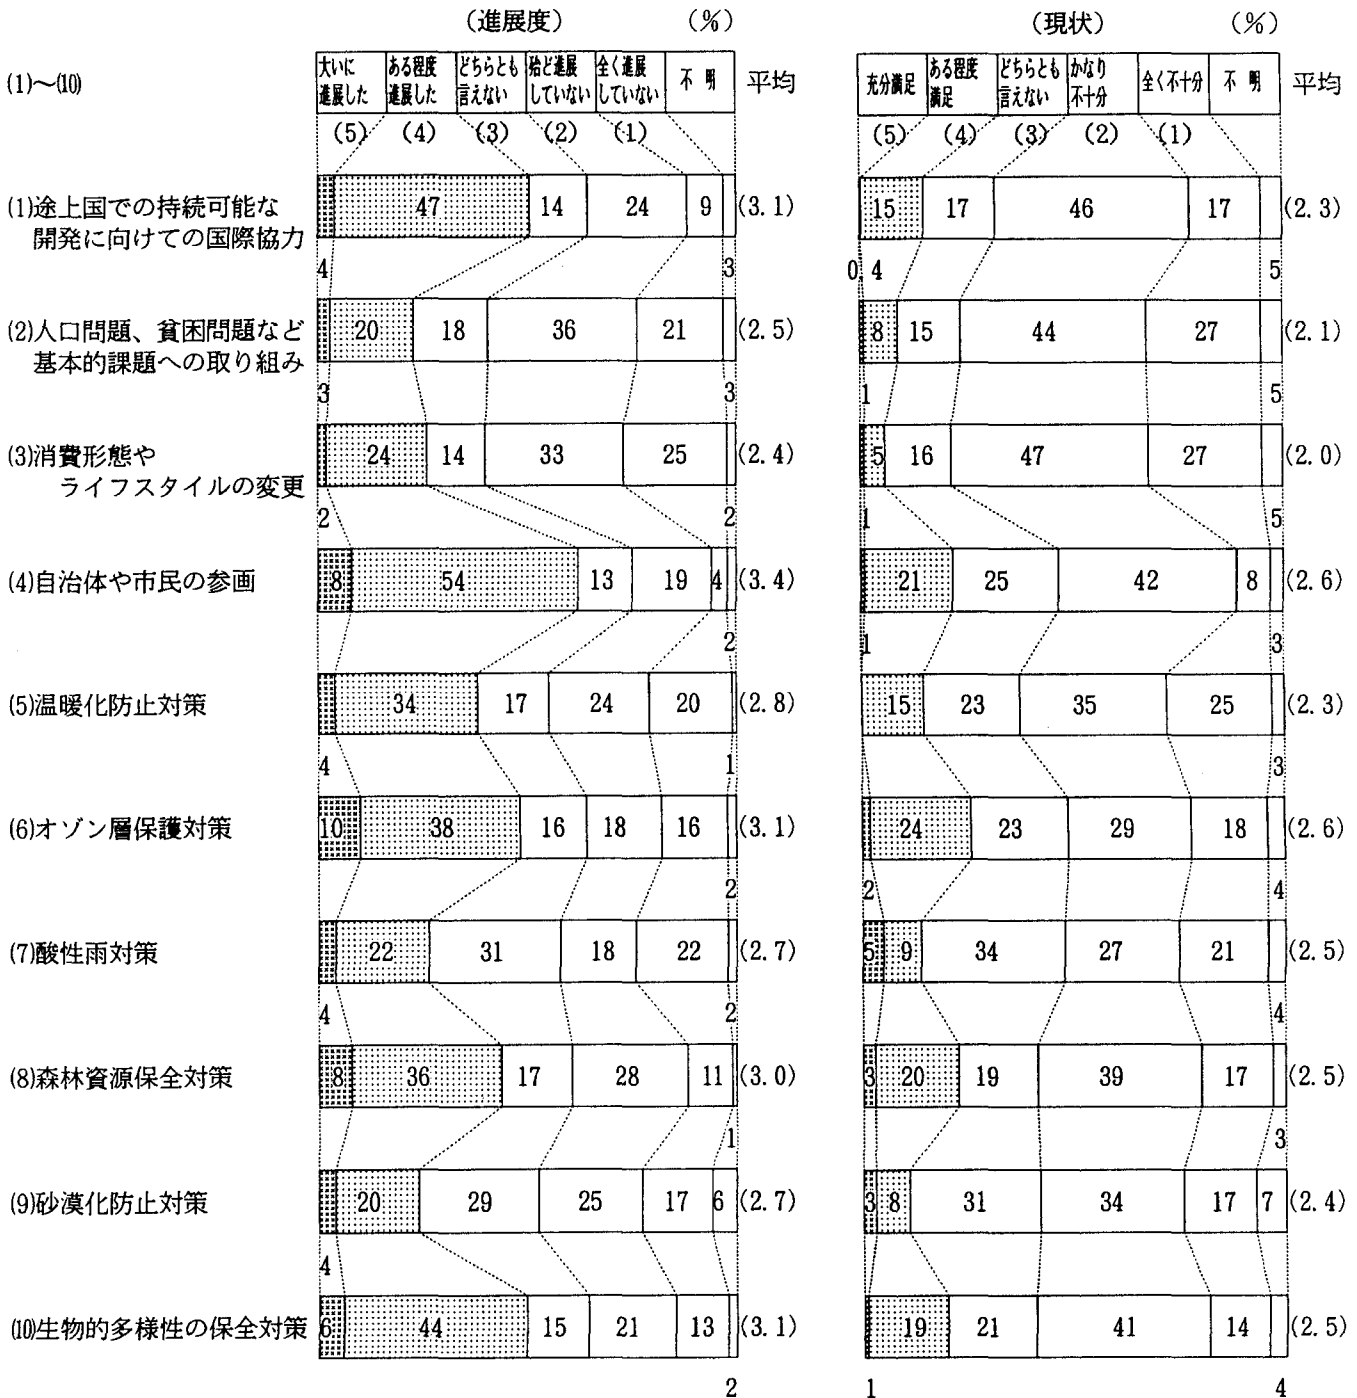 （進展度） （％） （現状） （％）
(1)～(10) 大いに進展した ある程度進展した どちらとも言えない 殆ど進展していない 全く進展していない 不明 平均 充分満足 ある程度満足 どちらとも言えない かなり不十分 全く不十分 不明 平均
(5) (4) (3) (2) (1) (5) (4) (3) (2) (1)
(1)途上国での持続可能な 47 14 24 9 (3.1) 15 17 46 17 (2.3)
開発に向けての国際協力
4 3 0.4 5
(2)人口問題、貧困問題など 20 18 36 21 (2.5) 8 15 44 27 (2.1)
基本的課題への取り組み
3 3 1 5
(3)消費形態や 24 14 33 25 (2.4) 5 16 47 27 (2.0)
ライフスタイルの変更
2 2 1 5
(4)自治体や市民の参画 8 54 13 19 4 (3.4) 21 25 42 8 (2.6)
2 1 3
(5)温暖化防止対策 34 17 24 20 (2.8) 15 23 35 25 (2.3)
4 1 3
(6)オゾン層保護対策 10 38 16 18 16 (3.1) 24 23 29 18 (2.6)
2 2 4
(7)酸性雨対策 22 31 18 22 (2.7) 5 9 34 27 21 (2.5)
4 2 4
(8)森林資源保全対策 8 36 17 28 11 (3.0) 3 20 19 39 17 (2.5)
1 3
(9)砂漠化防止対策 20 29 25 17 6 (2.7) 3 8 31 34 17 7 (2.4)
4
(10)生物的多様性の保全対策 6 44 15 21 13 (3.1) 19 21 41 14 (2.5)
2 1 4